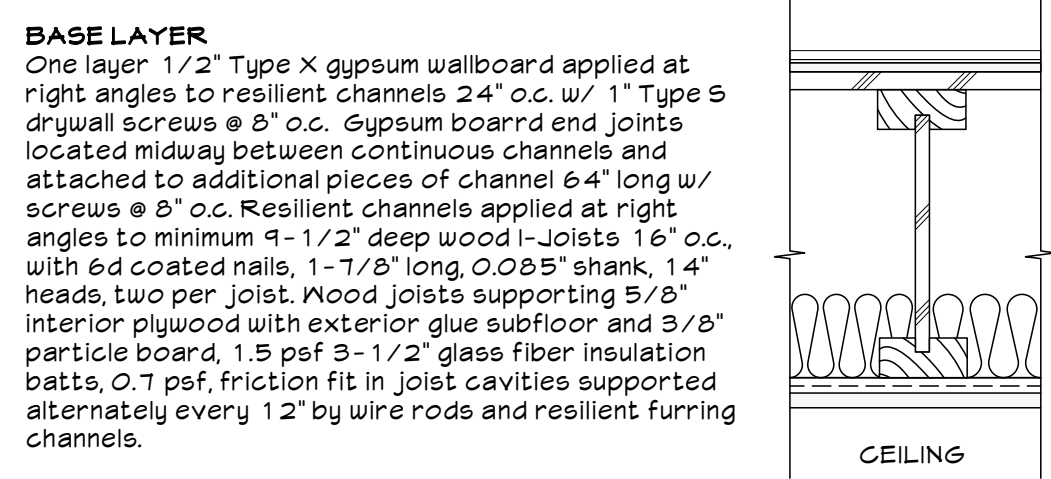 BASE LAYER
One layer 1/2" Type X gypsum wallboard applied at
right angles to resilient channels 24" o.c. w/ 1" Type S
drywall screws @ 8" o.c. Gypsum boarrd end joints
located midway between continuous channels and
attached to additional pieces of channel 64" long w/
screws @ 8" o.c. Resilient channels applied at right
angles to minimum 9-1/2" deep wood I-Joists 16" o.c.,
with 6d coated nails, 1-7/8" long, 0.085" shank, 14"
heads, two per joist. Wood joists supporting 5/8"
interior plywood with exterior glue subfloor and 3/8"
particle board, 1.5 psf 3-1/2" glass fiber insulation
batts, 0.7 psf, friction fit in joist cavities supported
alternately every 12" by wire rods and resilient furring
channels.
CEILING